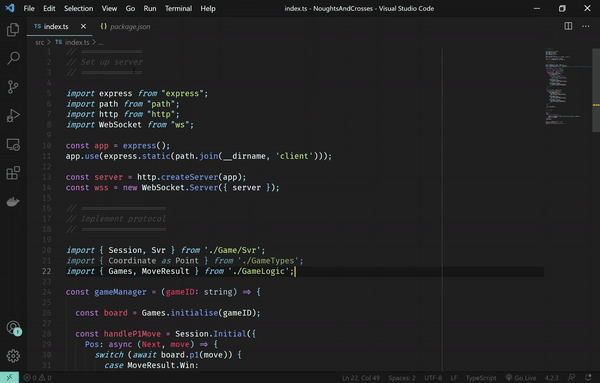 File Edit Selection View Go Run Terminal Help
index.ts - NoughtsAndCrosses - Visual Studio Code
TS index.ts
{ } package.json
src > TS index.ts > ...
1 // ==============
2 // Set up server
3 // ==============
4
5 import express from "express";
6 import path from "path";
7 import http from "http";
8 import WebSocket from "ws";
9
10 const app = express();
11 app.use(express.static(path.join(__dirname, 'client')));
12
13 const server = http.createServer(app);
14 const wss = new WebSocket.Server({ server });
15
16 // ===================
17 // Implement protocol
18 // ===================
19
20 import { Session, Svr } from './Game/Svr';
21 import { Coordinate as Point } from './GameTypes';
22 import { Games, MoveResult } from './GameLogic';
23
24 const gameManager = (gameID: string) => {
25
26 const board = Games.initialise(gameID);
27
28 const handleP1Move = Session.Initial({
29 Pos: async (Next, move) => {
30 switch (await board.p1(move)) {
31 case MoveResult.Win:
1
0 0
Ln 22, Col 49 Spaces: 2 UTF-8 LF TypeScript Go Live 4.2.3